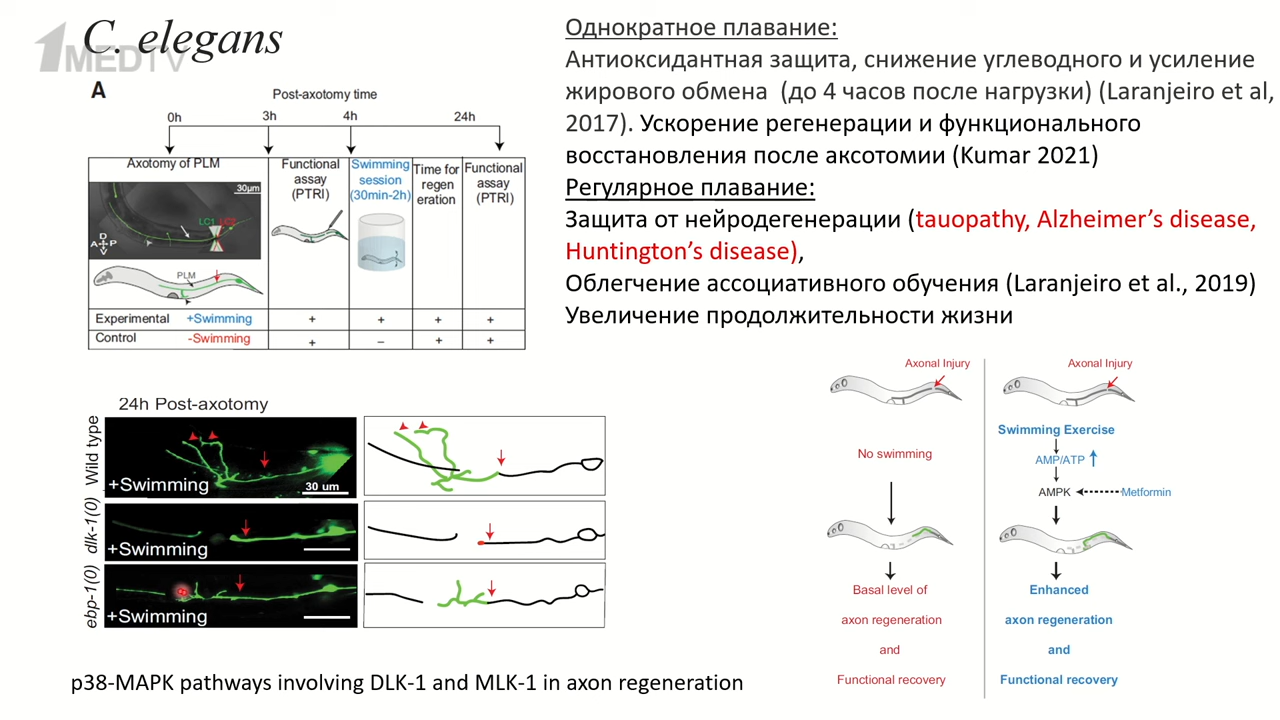 C. elegans
1MEDTV
Однократное плавание:
Антиоксидантная защита, снижение углеводного и усиление
жирового обмена (до 4 часов после нагрузки) (Laranjeiro et al,
2017). Ускорение регенерации и функционального
восстановления после аксотомии (Kumar 2021)
Регулярное плавание:
Защита от нейродегенерации (tauopathy, Alzheimer's disease,
Huntington's disease),
Облегчение ассоциативного обучения (Laranjeiro et al., 2019)
Увеличение продолжительности жизни
A
Post-axotomy time
0h 3h 4h 24h
Axotomy of PLM
Functional
assay
(PTRI)
Swimming
session
(30min-2h)
Time for
regen
eration
Functional
assay
(PTRI)
30µm
LC1 LC2
D
A P
V
PLM
Experimental +Swimming + + + +
Control -Swimming + – + +
24h Post-axotomy
Wild type
+Swimming
30 um
dlk-1(0)
+Swimming
ebp-1(0)
+Swimming
p38-MAPK pathways involving DLK-1 and MLK-1 in axon regeneration
Axonal Injury
No swimming
Basal level of
axon regeneration
and
Functional recovery
Axonal Injury
Swimming Exercise
AMP/ATP
AMPK
Metformin
Enhanced
axon regeneration
and
Functional recovery